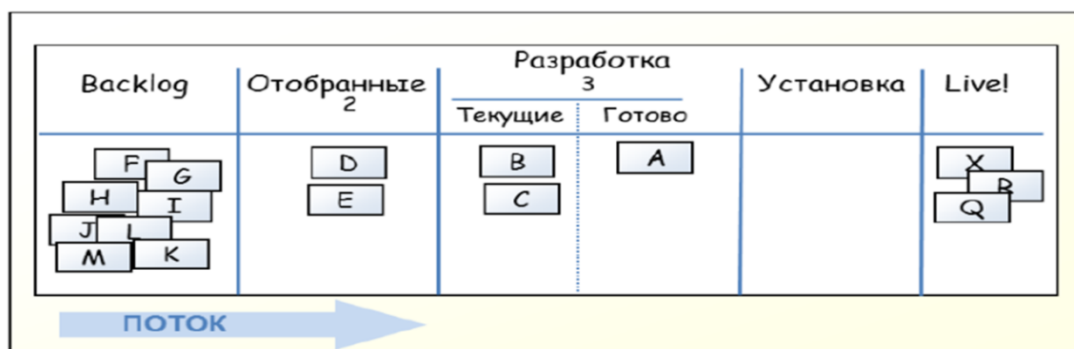 Backlog
Отобранные
2
Разработка
3
Текущие
Готово
Установка
Live!
F
G
H
I
J
L
M
K
D
E
B
C
A
X
R
Q
ПОТОК